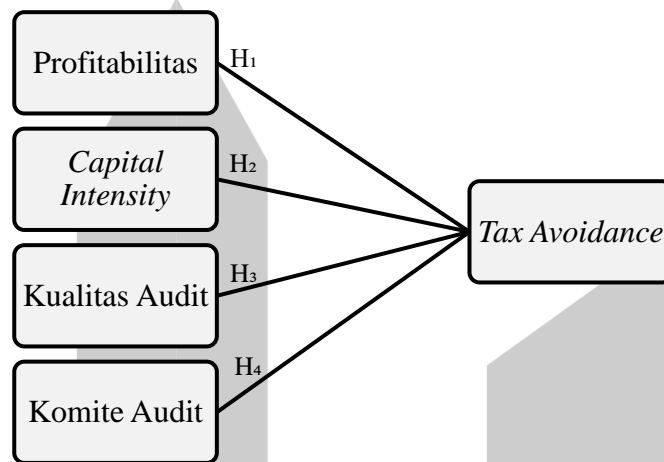 Profitabilitas
H₁
Capital
Intensity
H₂
Tax Avoidance
Kualitas Audit
H₃
Komite Audit
H₄